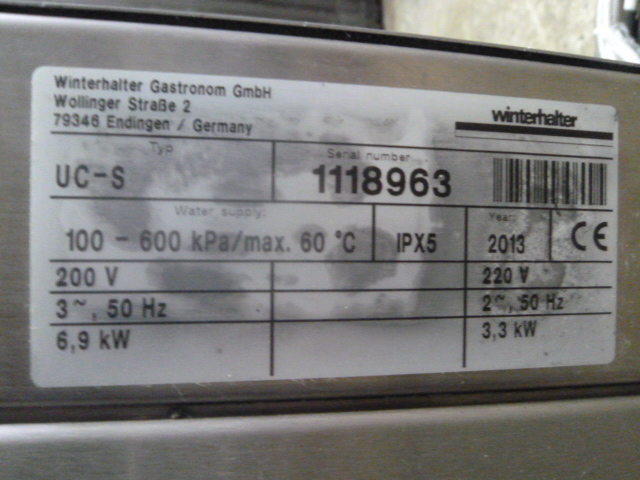 Winterhalter Gastronom GmbH
Wollinger Straße 2
79346 Endingen / Germany
winterhalter
Typ
UC-S
Serial number
1118963
Water supply:
100 - 600 kPa/max. 60 °C
IPX5
Year:
2013
CE
200 V
220 V
3~, 50 Hz
2~, 50 Hz
6,9 kW
3,3 kW